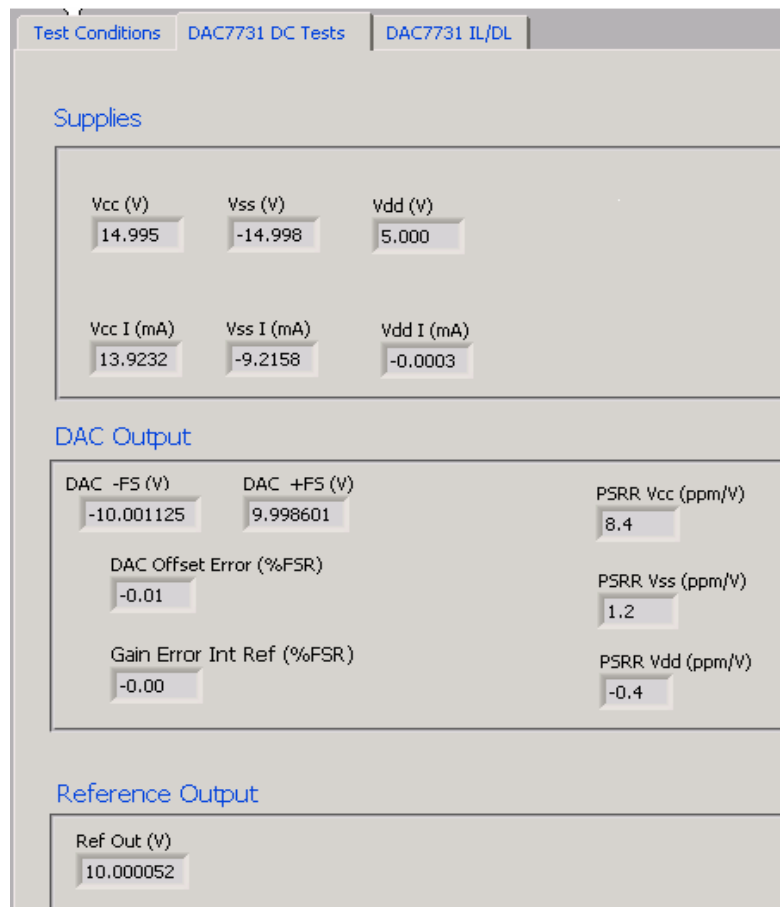 Test Conditions DAC7731 DC Tests DAC7731 IL/DL
Supplies
Vcc (V) Vss (V) Vdd (V)
14.995 -14.998 5.000
Vcc I (mA) Vss I (mA) Vdd I (mA)
13.9232 -9.2158 -0.0003
DAC Output
DAC -FS (V) DAC +FS (V)
-10.001125 9.998601
PSRR Vcc (ppm/V)
8.4
DAC Offset Error (%FSR)
-0.01
PSRR Vss (ppm/V)
1.2
Gain Error Int Ref (%FSR)
-0.00
PSRR Vdd (ppm/V)
-0.4
Reference Output
Ref Out (V)
10.000052